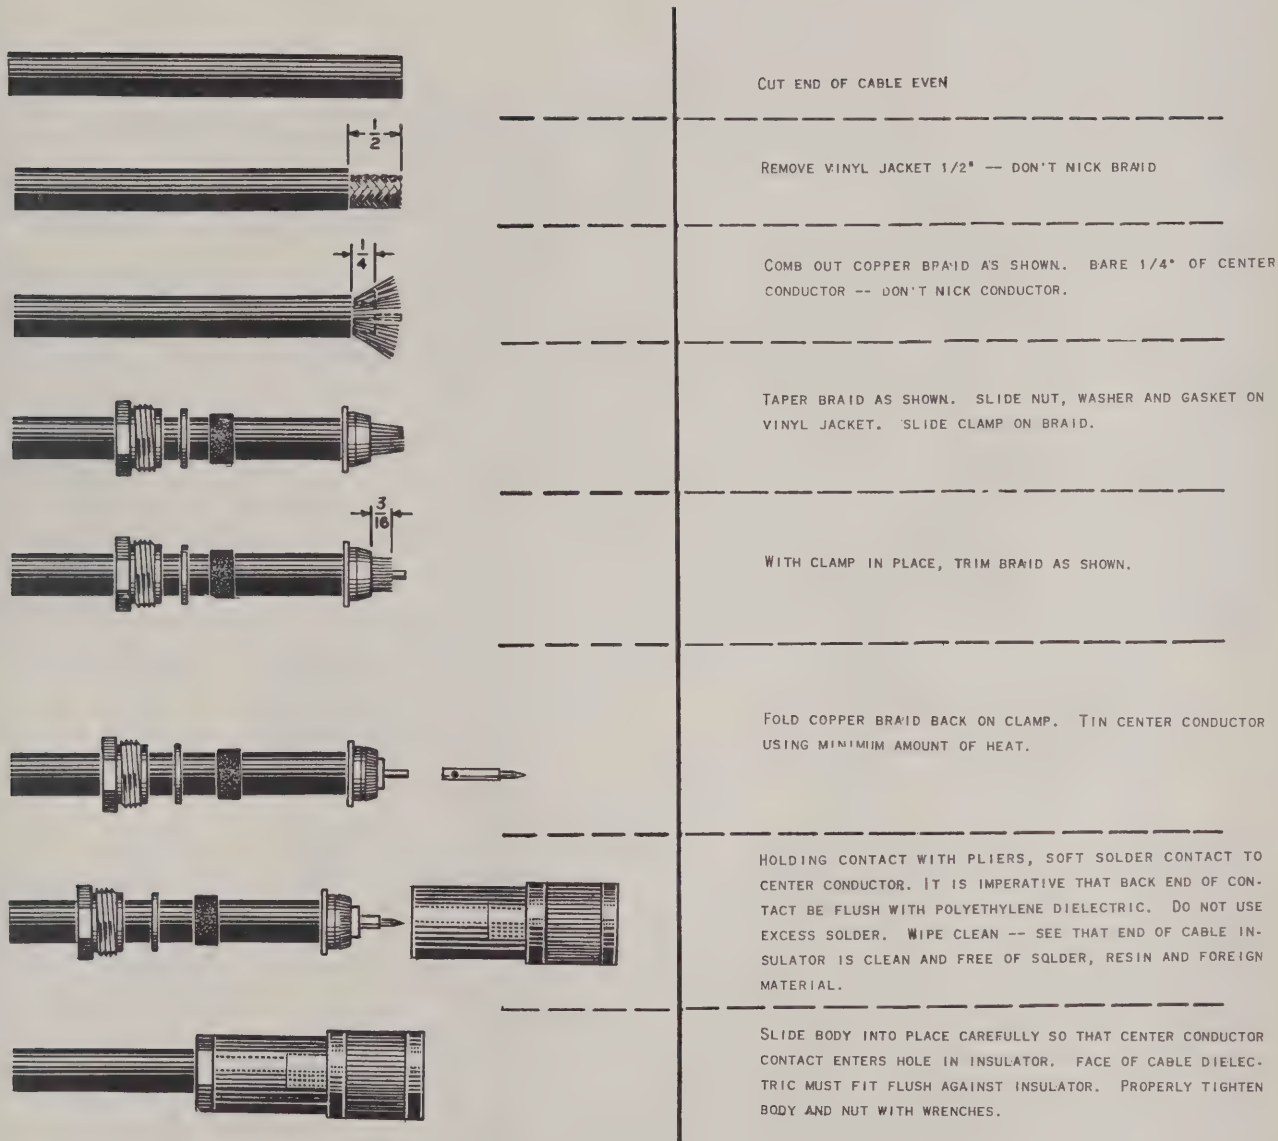 CUT END OF CABLE EVEN
1
2
REMOVE VINYL JACKET 1/2" -- DON'T NICK BRAID
1
4
COMB OUT COPPER BRAID AS SHOWN. BARE 1/4" OF CENTER
CONDUCTOR -- DON'T NICK CONDUCTOR.
TAPER BRAID AS SHOWN. SLIDE NUT, WASHER AND GASKET ON
VINYL JACKET. SLIDE CLAMP ON BRAID.
3
16
WITH CLAMP IN PLACE, TRIM BRAID AS SHOWN.
FOLD COPPER BRAID BACK ON CLAMP. TIN CENTER CONDUCTOR
USING MINIMUM AMOUNT OF HEAT.
HOLDING CONTACT WITH PLIERS, SOFT SOLDER CONTACT TO
CENTER CONDUCTOR. IT IS IMPERATIVE THAT BACK END OF CON-
TACT BE FLUSH WITH POLYETHYLENE DIELECTRIC. DO NOT USE
EXCESS SOLDER. WIPE CLEAN -- SEE THAT END OF CABLE IN-
SULATOR IS CLEAN AND FREE OF SOLDER, RESIN AND FOREIGN
MATERIAL.
SLIDE BODY INTO PLACE CAREFULLY SO THAT CENTER CONDUCTOR
CONTACT ENTERS HOLE IN INSULATOR. FACE OF CABLE DIELEC-
TRIC MUST FIT FLUSH AGAINST INSULATOR. PROPERLY TIGHTEN
BODY AND NUT WITH WRENCHES.